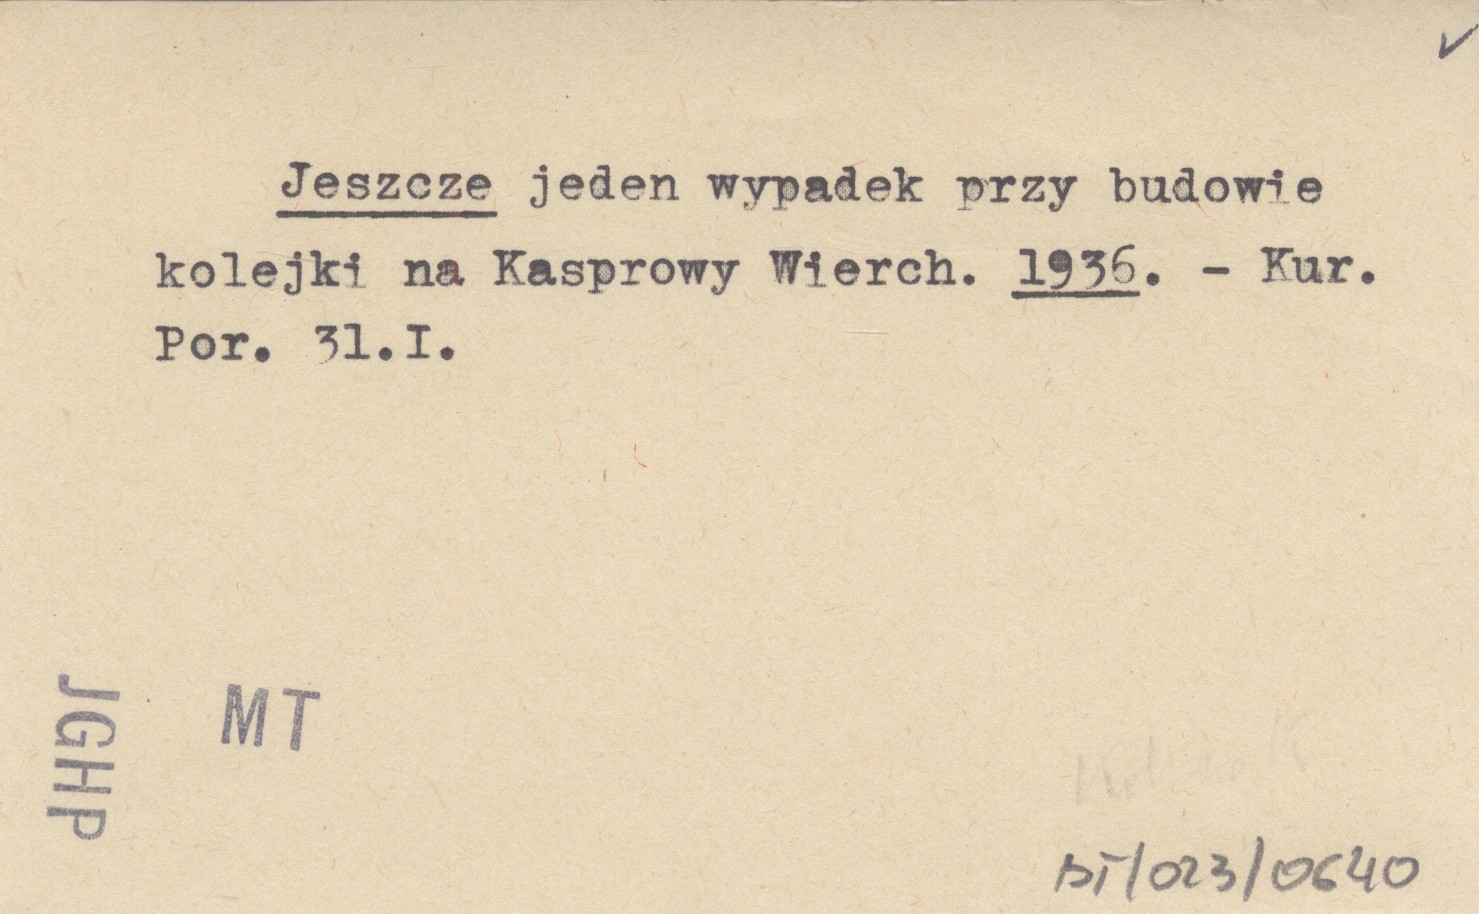 Jeszcze jeden wypadek przy budowie
kolejki na Kasprowy Wierch. 1936. - Kur.
Por. 31.I.
JGHP
MT
BT/023/0640